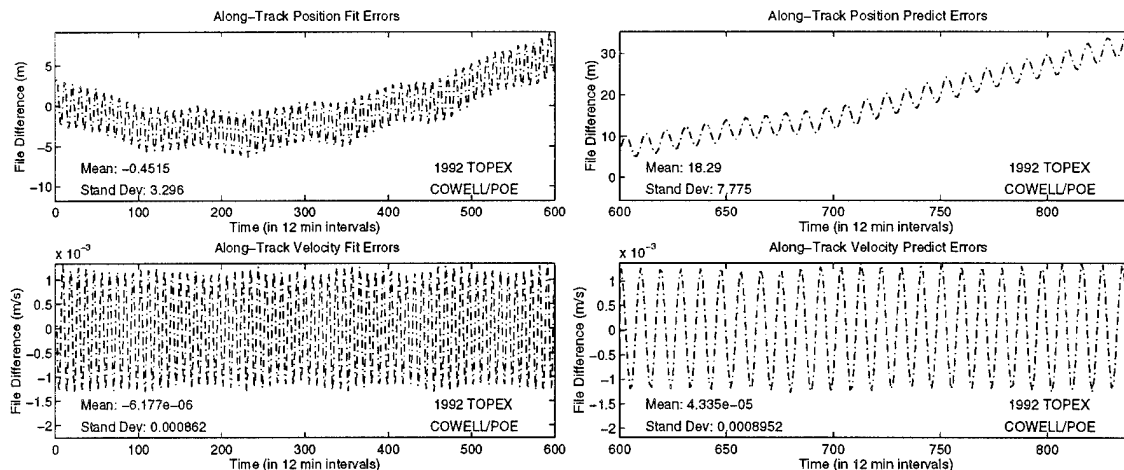 Along-Track Position Fit Errors
File Difference (m)
5
0
-5
-10
Mean: -0.4515
Stand Dev: 3.296
1992 TOPEX
COWELL/POE
0 100 200 300 400 500 600
Time (in 12 min intervals)
Along-Track Position Predict Errors
File Difference (m)
30
20
10
0
Mean: 18.29
Stand Dev: 7.775
1992 TOPEX
COWELL/POE
600 650 700 750 800
Time (in 12 min intervals)
x 10⁻³
Along-Track Velocity Fit Errors
File Difference (m/s)
1
0.5
0
-0.5
-1
-1.5
-2
Mean: -6.177e-06
Stand Dev: 0.000862
1992 TOPEX
COWELL/POE
0 100 200 300 400 500 600
Time (in 12 min intervals)
x 10⁻³
Along-Track Velocity Predict Errors
File Difference (m/s)
1
0.5
0
-0.5
-1
-1.5
-2
Mean: 4.335e-05
Stand Dev: 0.0008952
1992 TOPEX
COWELL/POE
600 650 700 750 800
Time (in 12 min intervals)